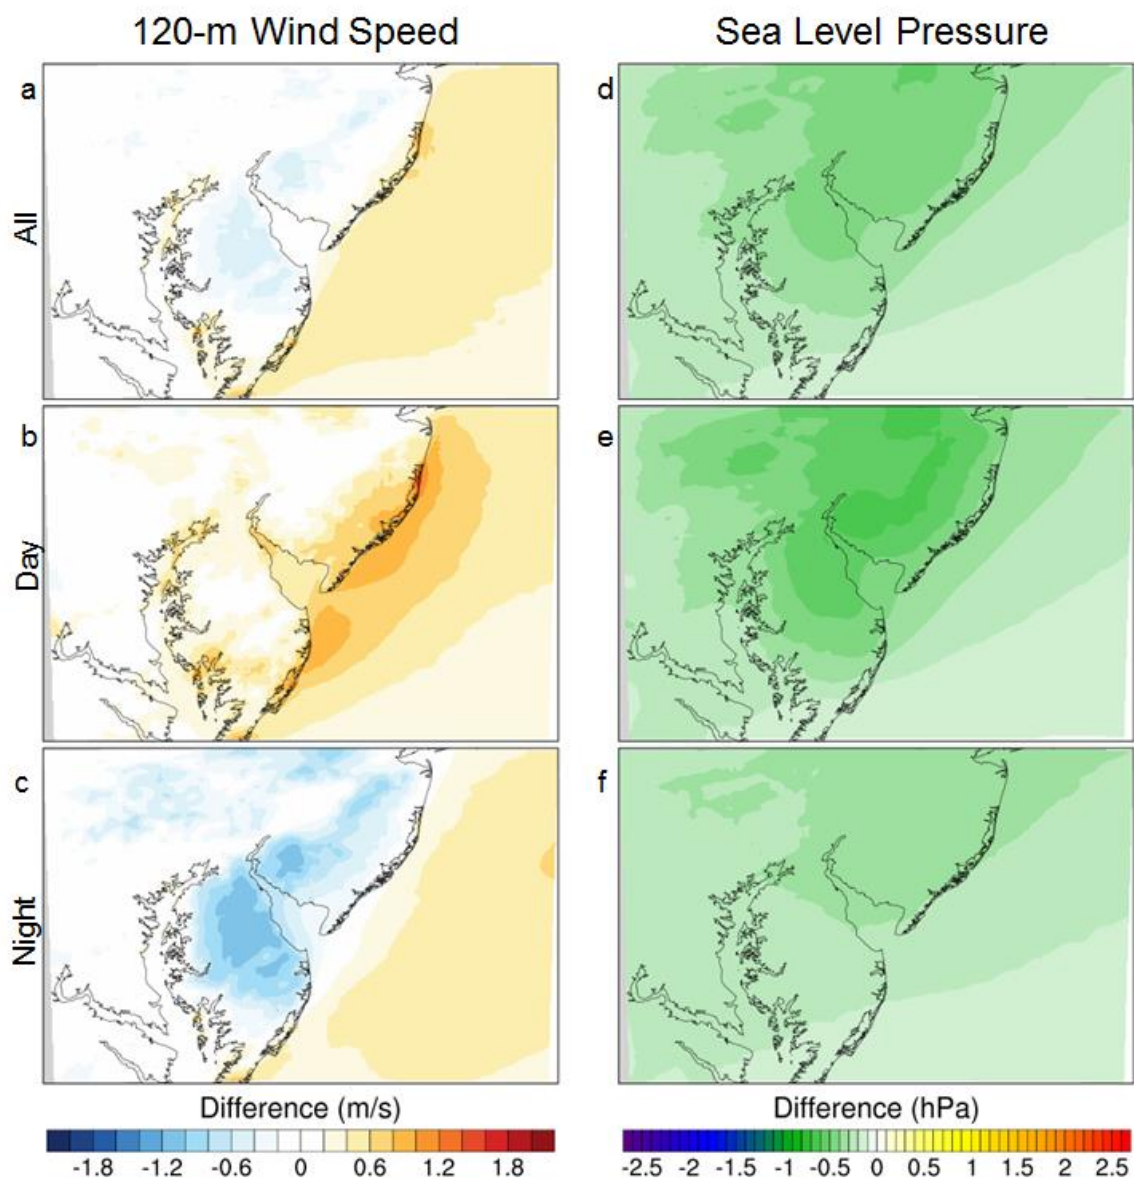 120-m Wind Speed Sea Level Pressure
a d
All
b e
Day
c f
Night
Difference (m/s) Difference (hPa)
-1.8 -1.2 -0.6 0 0.6 1.2 1.8 -2.5 -2 -1.5 -1 -0.5 0 0.5 1 1.5 2 2.5